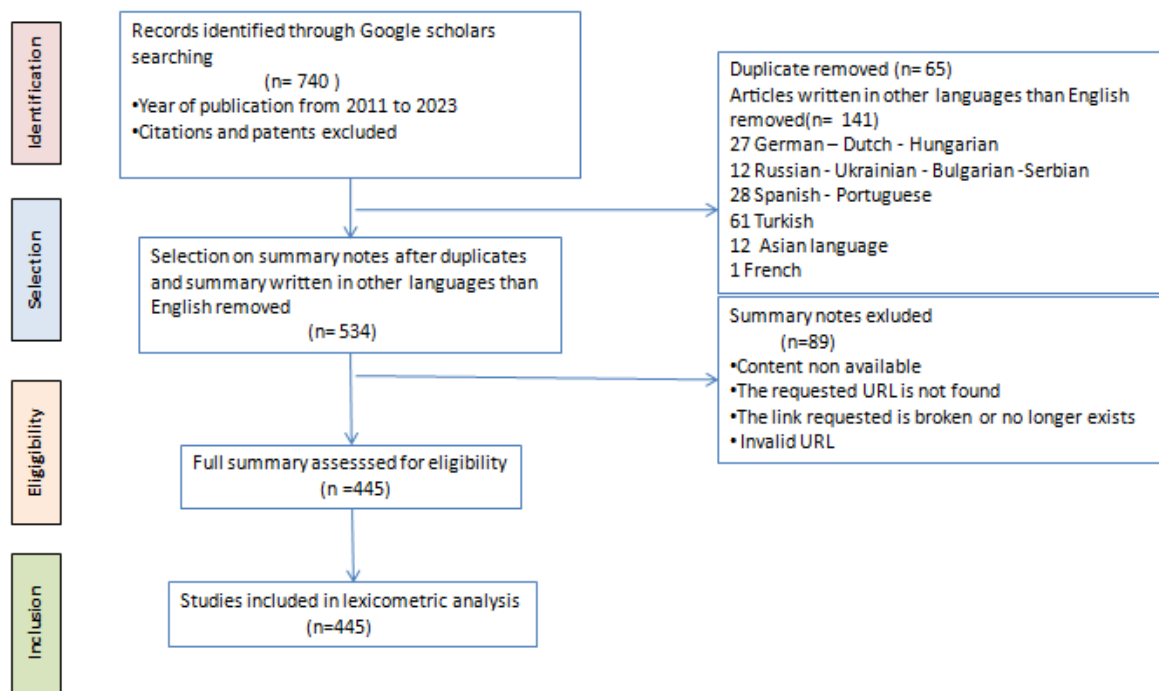 Identification
Records identified through Google scholars
searching
(n= 740 )
•Year of publication from 2011 to 2023
•Citations and patents excluded
Duplicate removed (n= 65)
Articles written in other languages than English
removed(n= 141)
27 German – Dutch - Hungarian
12 Russian - Ukrainian - Bulgarian -Serbian
28 Spanish - Portuguese
61 Turkish
12 Asian language
1 French
Selection
Selection on summary notes after duplicates
and summary written in other languages than
English removed
(n= 534)
Summary notes exluded
(n=89)
•Content non available
•The requested URL is not found
•The link requested is broken or no longer exists
• Invalid URL
Eligigibility
Full summary assesssed for eligibility
(n =445)
Inclusion
Studies included in lexicometric analysis
(n=445)